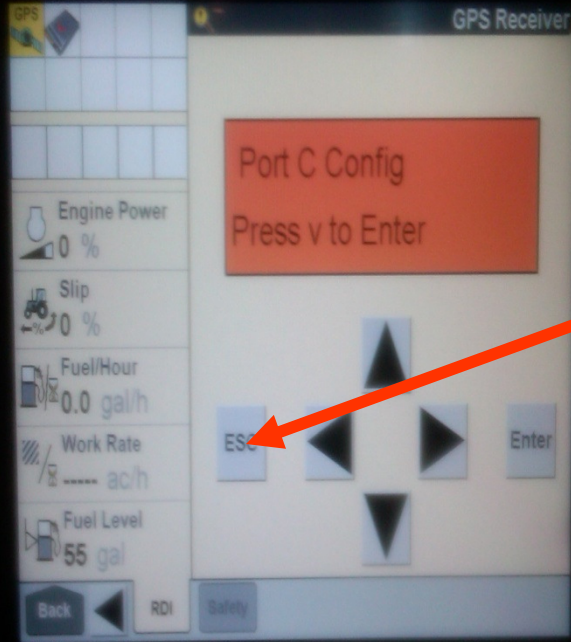 GPS
GPS Receiver
Port C Config
Press v to Enter
Engine Power
0 %
Slip
0 %
Fuel/Hour
0.0 gal/h
Work Rate
----- ac/h
Fuel Level
55 gal
ESC
Enter
Back
RDI
Safety